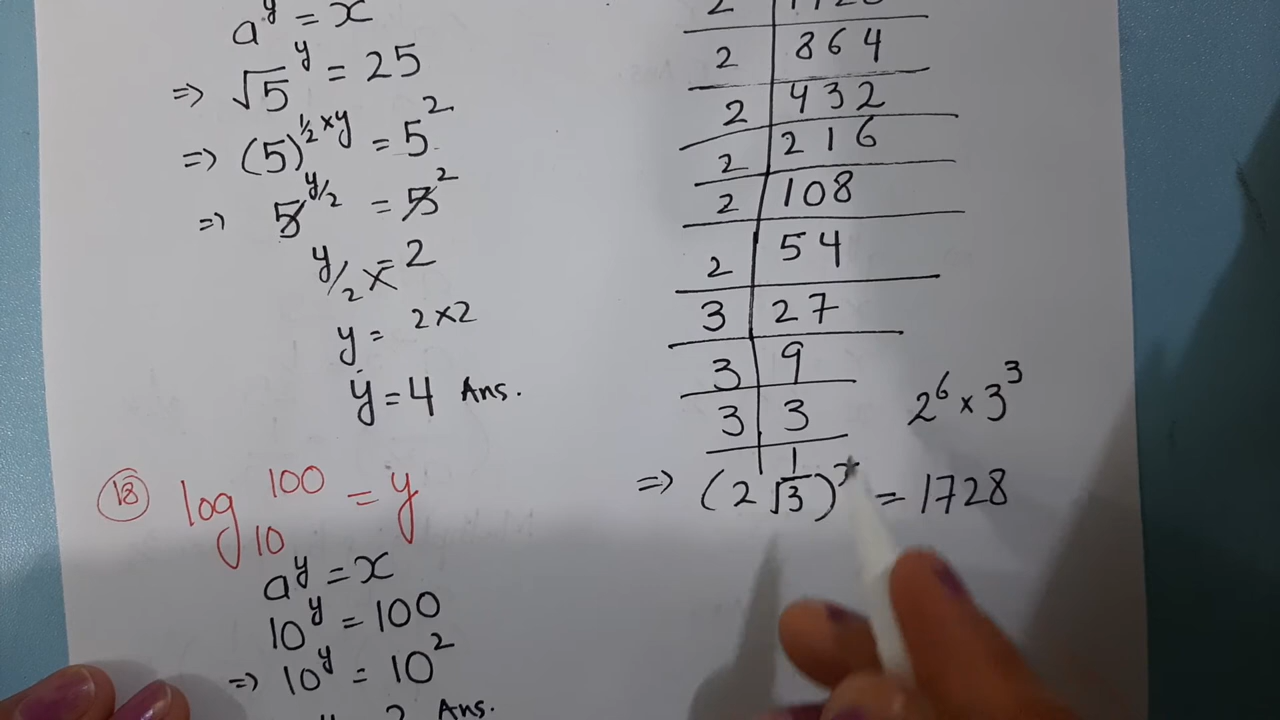 a^y = x
=> √5^y = 25
=> (5)^{1/2 × y} = 5^2
=> 5^{y/2} = 5^2
y/2 = 2
y = 2×2
y = 4 Ans.
(18) log_10 100 = y
a^y = x
10^y = 100
=> 10^y = 10^2
Ans.
2 | 864
2 | 432
2 | 216
2 | 108
2 | 54
3 | 27
3 | 9
3 | 3
2^6 × 3^3
=> (2 √3)^x = 1728